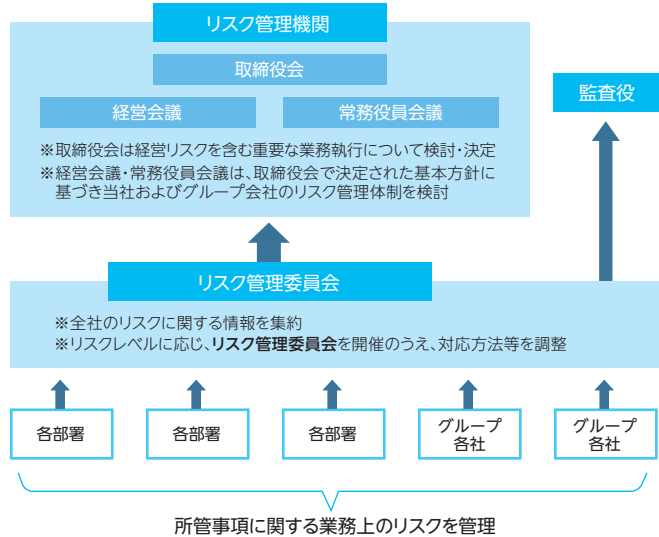 リスク管理機関
取締役会
経営会議
常務役員会議
※取締役会は経営リスクを含む重要な業務執行について検討・決定
※経営会議・常務役員会議は、取締役会で決定された基本方針に
基づき当社およびグループ会社のリスク管理体制を検討
監査役
リスク管理委員会
※全社のリスクに関する情報を集約
※リスクレベルに応じ、リスク管理委員会を開催のうえ、対応方法等を調整
各部署
各部署
各部署
グループ
各社
グループ
各社
所管事項に関する業務上のリスクを管理